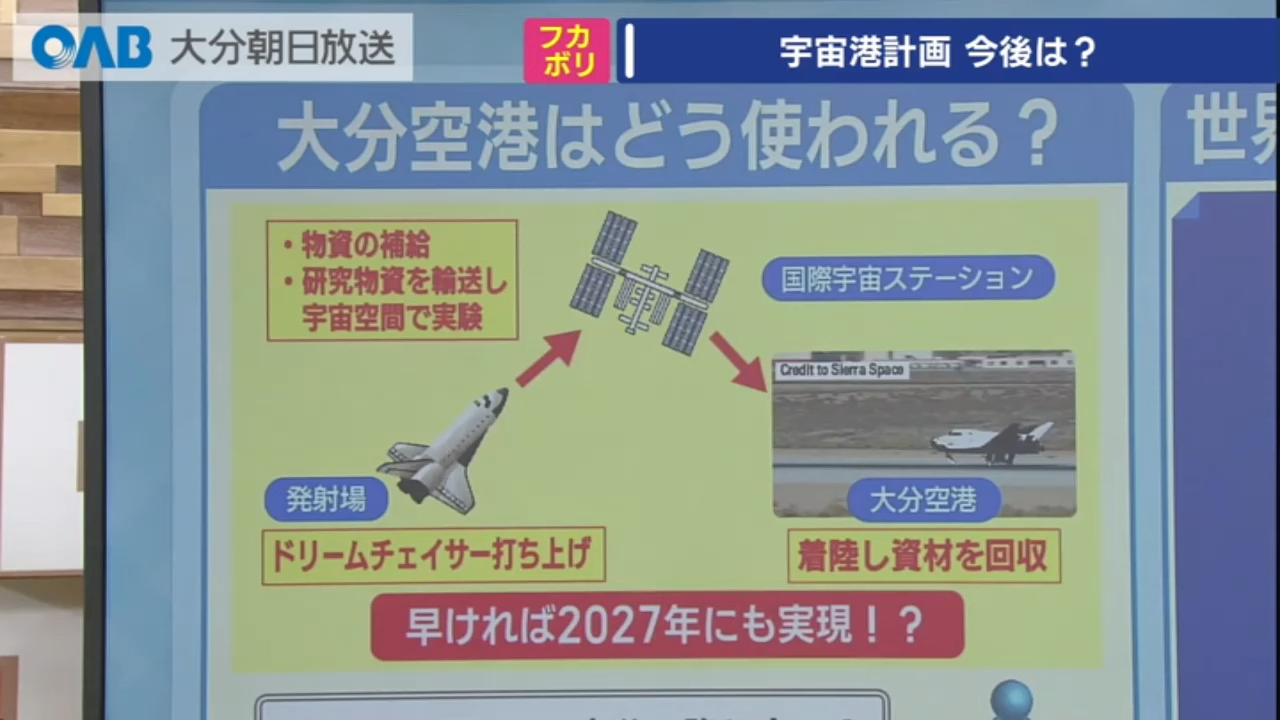 OAB 大分朝日放送
フカボリ
宇宙港計画 今後は？
大分空港はどう使われる？
・物資の補給
・研究物資を輸送し
宇宙空間で実験
国際宇宙ステーション
Credit to Sierra Space
発射場
大分空港
ドリームチェイサー打ち上げ
着陸し資材を回収
早ければ2027年にも実現！？